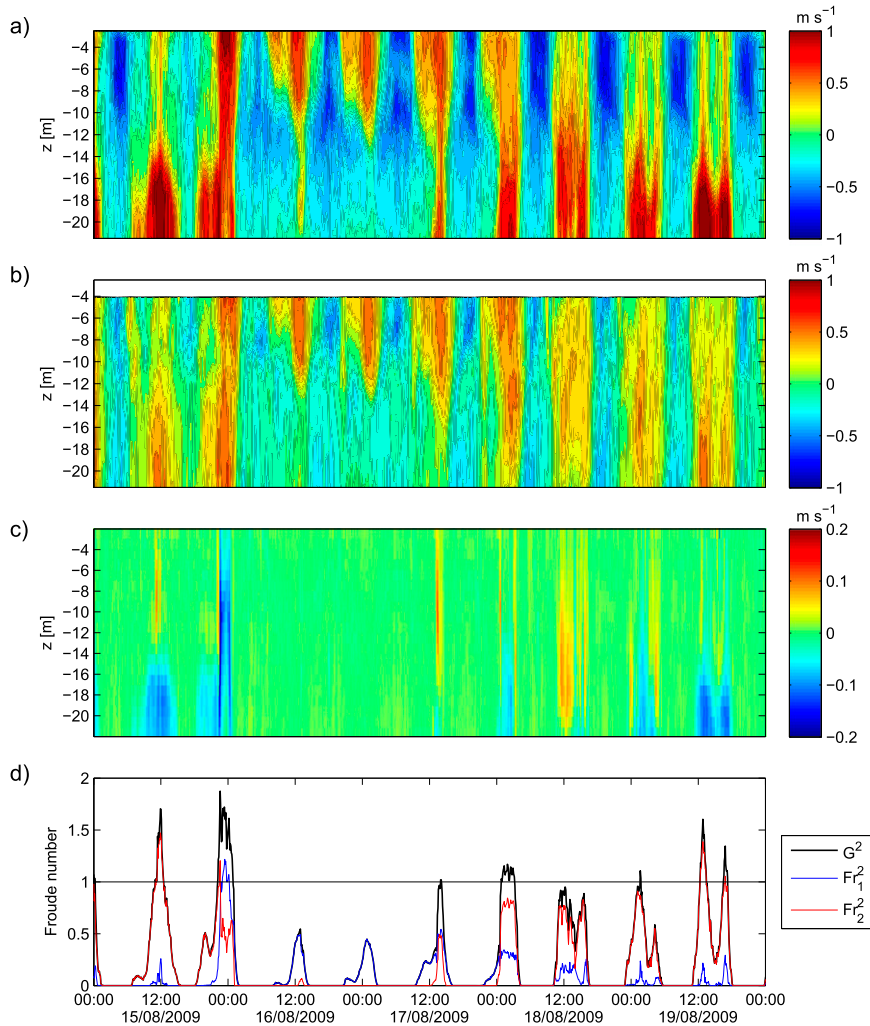 a)
m s−1
−4
−6
−8
−10
−12
−14
−16
−18
−20
z [m]
1
0.5
0
−0.5
−1
b)
m s−1
−4
−6
−8
−10
−12
−14
−16
−18
−20
z [m]
1
0.5
0
−0.5
−1
c)
m s−1
−4
−6
−8
−10
−12
−14
−16
−18
−20
z [m]
0.2
0.1
0
−0.1
−0.2
d)
2
1.5
1
0.5
0
Froude number
G2
Fr12
Fr22
00:00 12:00 00:00 12:00 00:00 12:00 00:00 12:00 00:00 12:00 00:00
15/08/2009 16/08/2009 17/08/2009 18/08/2009 19/08/2009